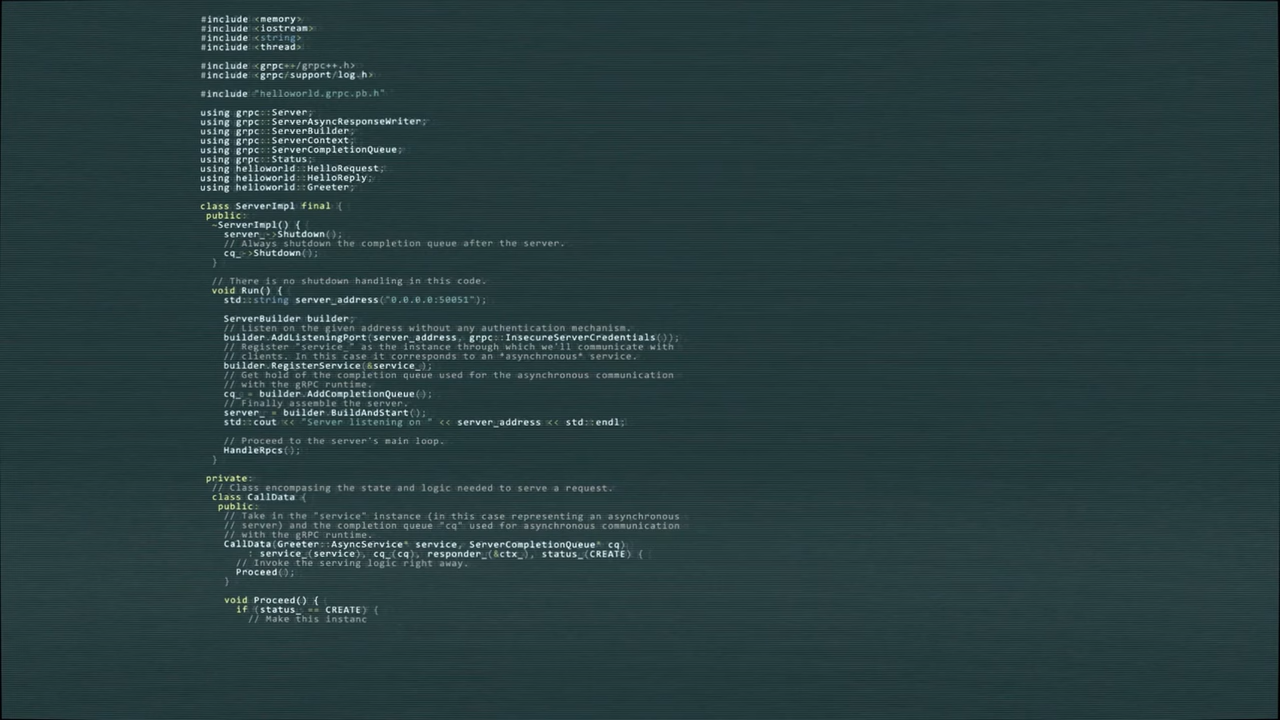 #include <memory>
#include <iostream>
#include <string>
#include <thread>
#include <grpc++/grpc++.h>
#include <grpc/support/log.h>
#include "helloworld.grpc.pb.h"
using grpc::Server;
using grpc::ServerAsyncResponseWriter;
using grpc::ServerBuilder;
using grpc::ServerContext;
using grpc::ServerCompletionQueue;
using grpc::Status;
using helloworld::HelloRequest;
using helloworld::HelloReply;
using helloworld::Greeter;
class ServerImpl final {
public:
~ServerImpl() {
server_->Shutdown();
// Always shutdown the completion queue after the server.
cq_->Shutdown();
}
// There is no shutdown handling in this code.
void Run() {
std::string server_address("0.0.0.0:50051");
ServerBuilder builder;
// Listen on the given address without any authentication mechanism.
builder.AddListeningPort(server_address, grpc::InsecureServerCredentials());
// Register "service_" as the instance through which we'll communicate with
// clients. In this case it corresponds to an *asynchronous* service.
builder.RegisterService(&service_);
// Get hold of the completion queue used for the asynchronous communication
// with the gRPC runtime.
cq_ = builder.AddCompletionQueue();
// Finally assemble the server.
server_ = builder.BuildAndStart();
std::cout << "Server listening on " << server_address << std::endl;
// Proceed to the server's main loop.
HandleRpcs();
}
private:
// Class encompasing the state and logic needed to serve a request.
class CallData {
public:
// Take in the "service" instance (in this case representing an asynchronous
// server) and the completion queue "cq" used for asynchronous communication
// with the gRPC runtime.
CallData(Greeter::AsyncService* service, ServerCompletionQueue* cq)
: service_(service), cq_(cq), responder_(&ctx_), status_(CREATE) {
// Invoke the serving logic right away.
Proceed();
}
void Proceed() {
if (status_ == CREATE) {
// Make this instanc